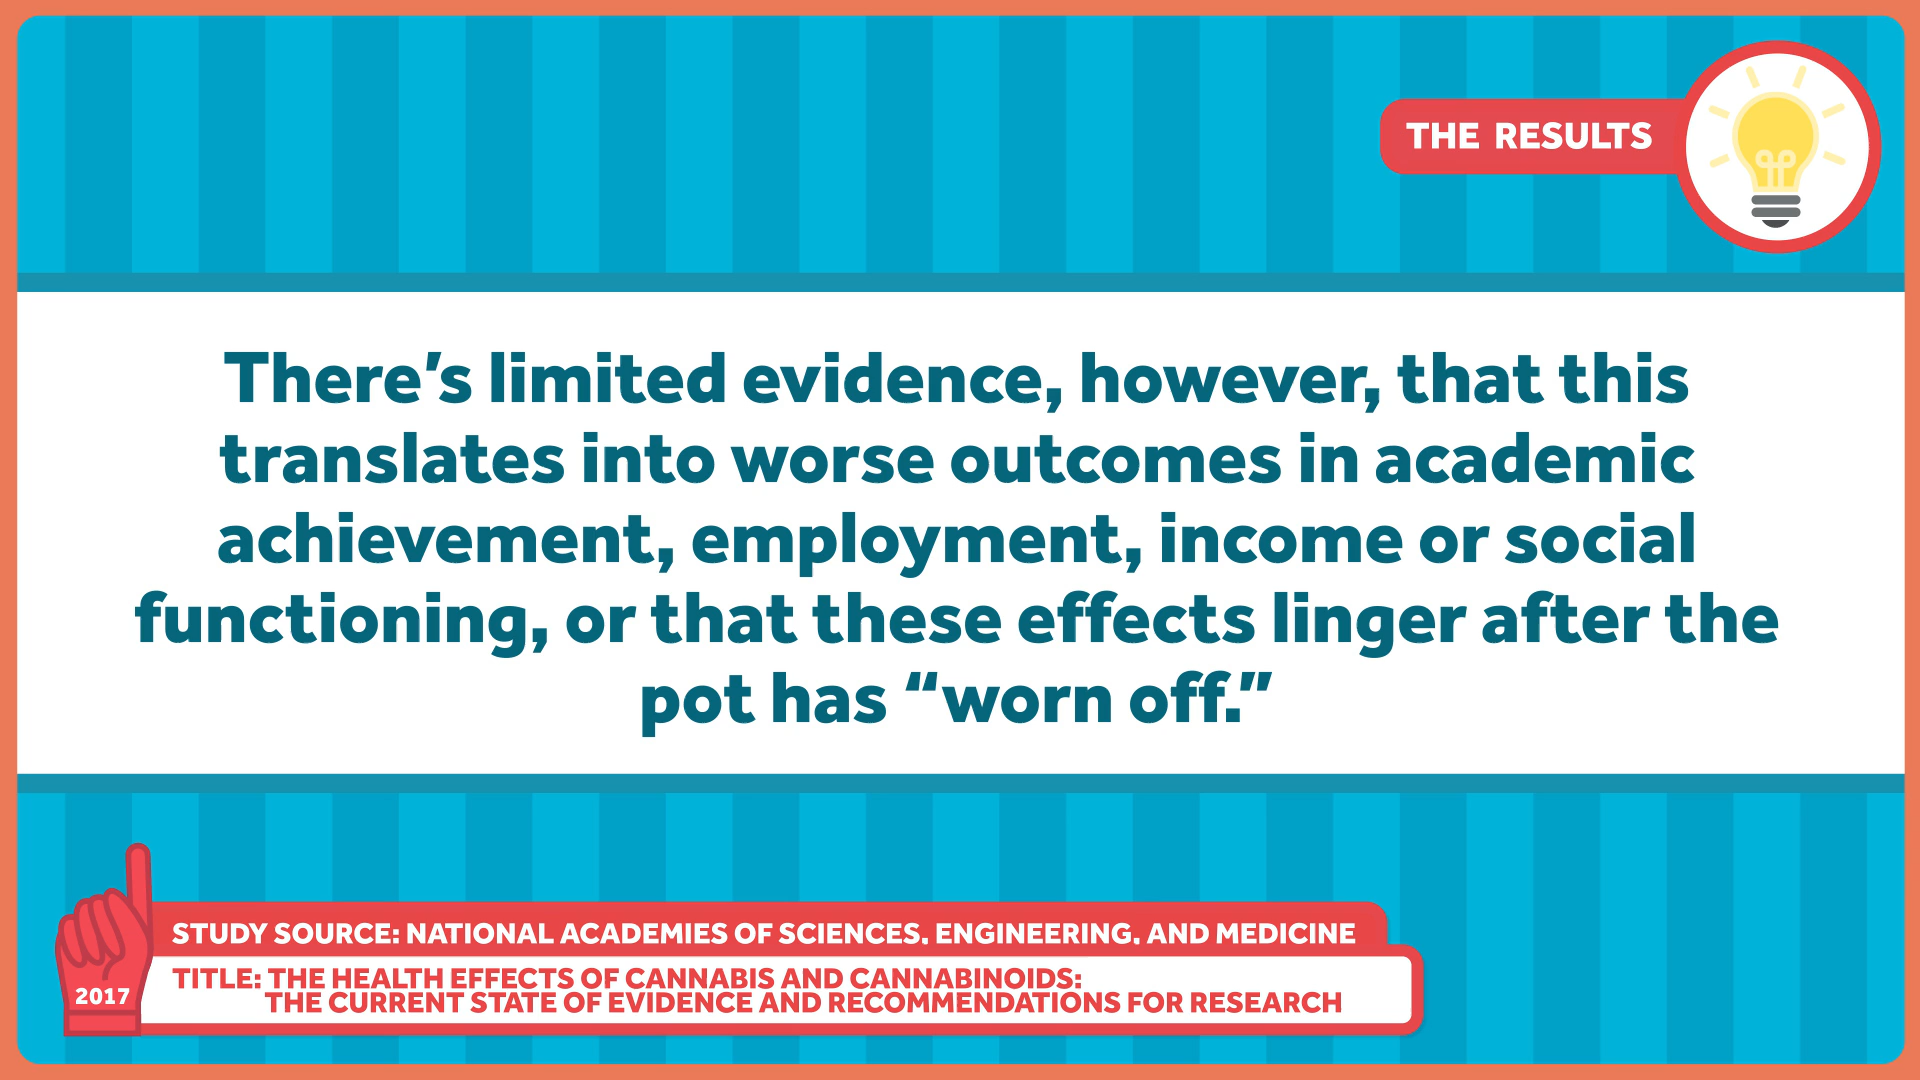 THE RESULTS
There’s limited evidence, however, that this
translates into worse outcomes in academic
achievement, employment, income or social
functioning, or that these effects linger after the
pot has “worn off.”
STUDY SOURCE: NATIONAL ACADEMIES OF SCIENCES, ENGINEERING, AND MEDICINE
TITLE: THE HEALTH EFFECTS OF CANNABIS AND CANNABINOIDS:
THE CURRENT STATE OF EVIDENCE AND RECOMMENDATIONS FOR RESEARCH
2017